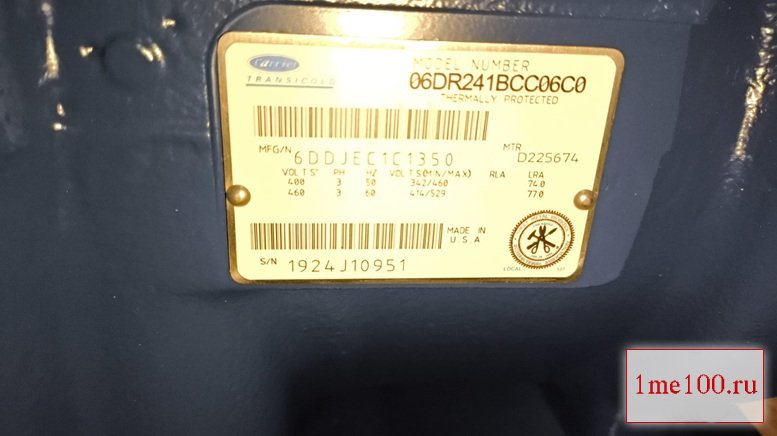 Carrier
TRANSICOLD
MODEL NUMBER
06DR241BCC06C0
THERMALLY PROTECTED
MFG/N 6DDJEC1C1350
MTR D225674
VOLTS PH HZ VOLTS(MIN/MAX) RLA LRA
400 3 50 342/460 74.0
460 3 60 414/529 77.0
MADE IN
U.S.A
S/N 1924J10951
LOCAL
1me100.ru